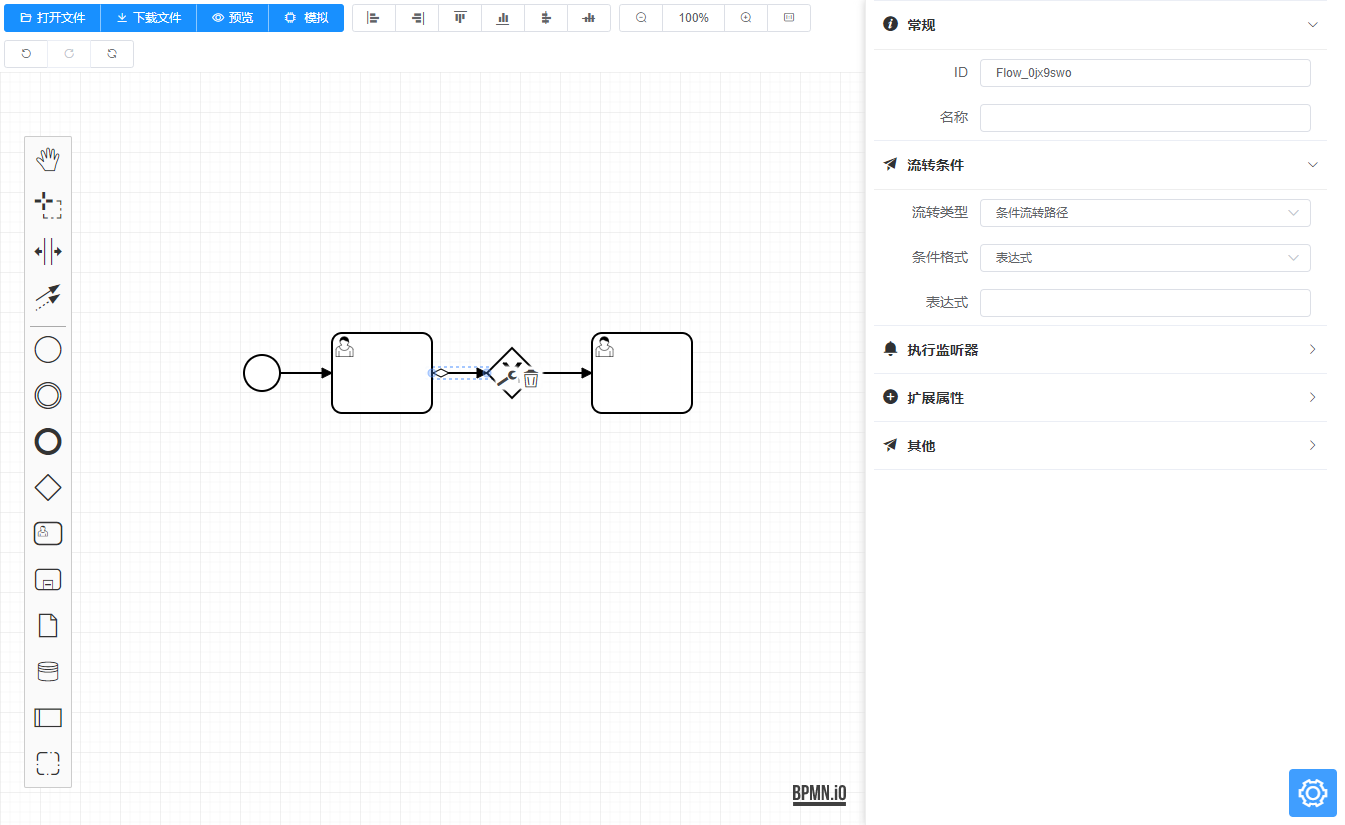 打开文件
下载文件
预览
模拟
100%
BPMN.iO
常规
ID
Flow_0jx9swo
名称
流转条件
流转类型
条件流转路径
条件格式
表达式
表达式
执行监听器
扩展属性
其他